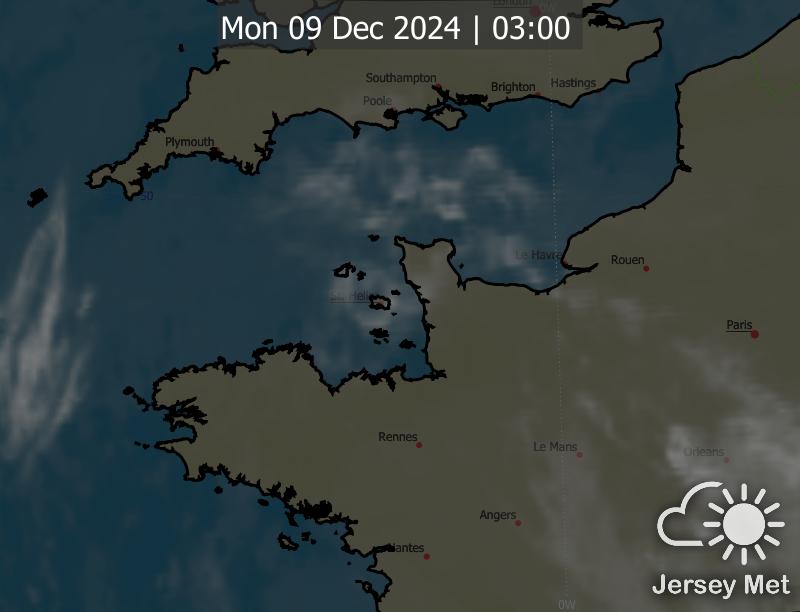 London
Mon 09 Dec 2024 | 03:00
Southampton
Brighton
Hastings
Poole
Plymouth
50
Le Havre
Rouen
St. Helier
Paris
Rennes
Le Mans
Orleans
Angers
Nantes
Jersey Met
0W